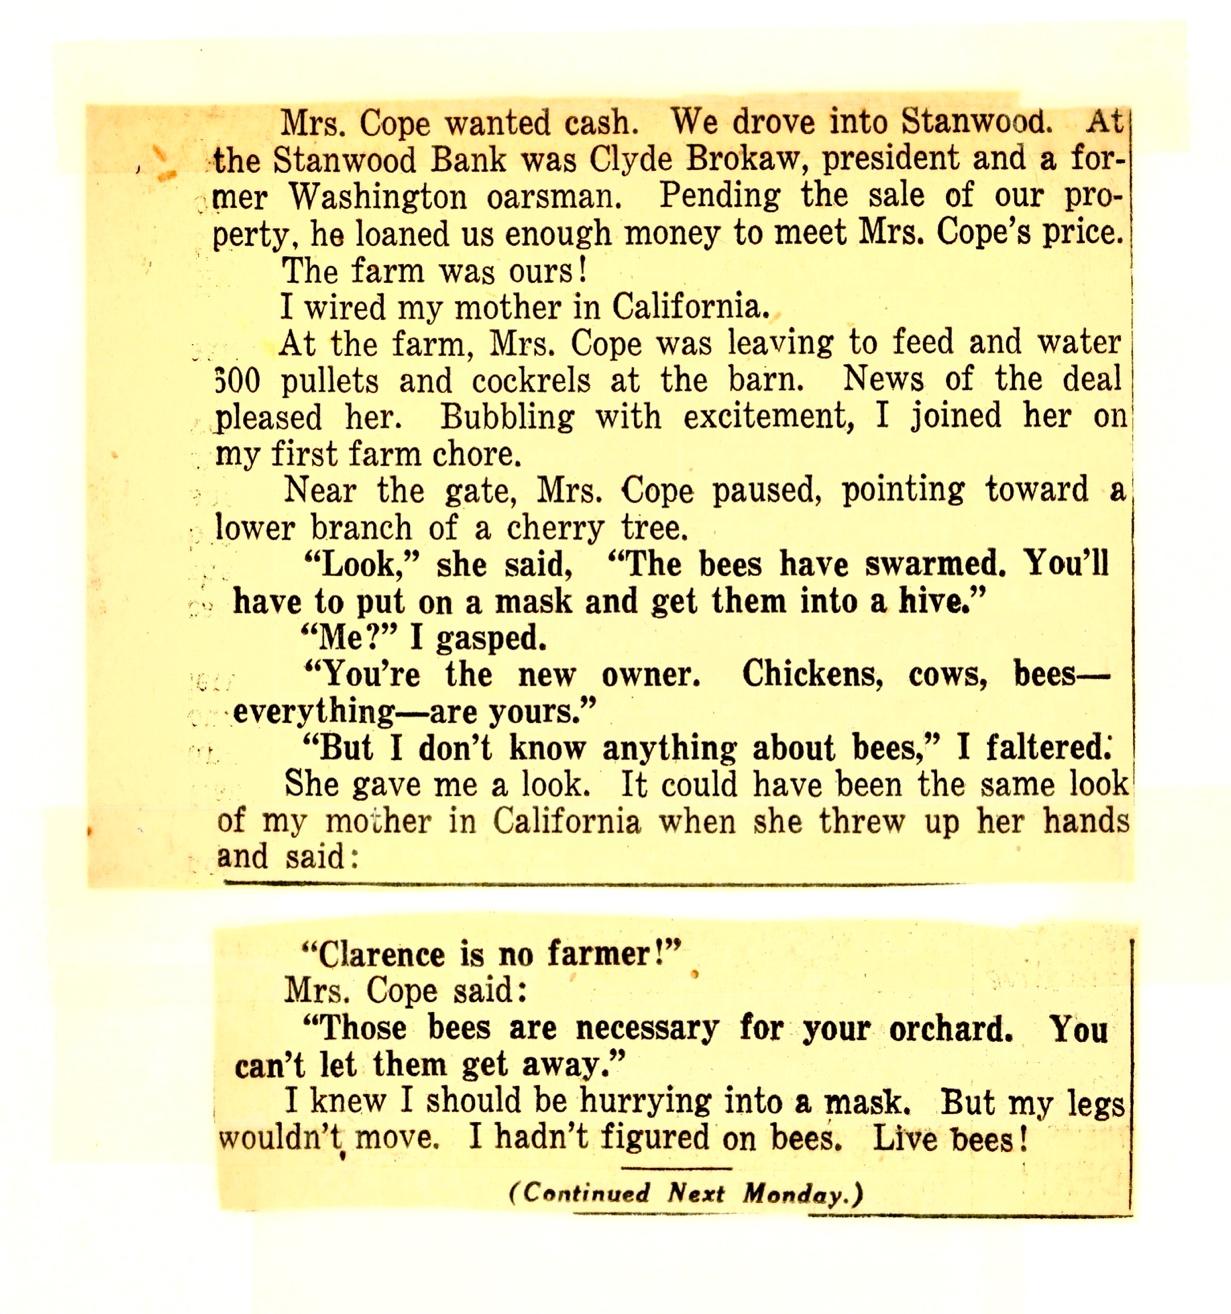 Mrs. Cope wanted cash. We drove into Stanwood. At
the Stanwood Bank was Clyde Brokaw, president and a for-
mer Washington oarsman. Pending the sale of our pro-
perty, he loaned us enough money to meet Mrs. Cope's price.
The farm was ours!
I wired my mother in California.
At the farm, Mrs. Cope was leaving to feed and water
300 pullets and cockrels at the barn. News of the deal
pleased her. Bubbling with excitement, I joined her on
my first farm chore.
Near the gate, Mrs. Cope paused, pointing toward a
lower branch of a cherry tree.
“Look,” she said, “The bees have swarmed. You'll
have to put on a mask and get them into a hive.”
“Me?” I gasped.
“You're the new owner. Chickens, cows, bees—
everything—are yours.”
“But I don't know anything about bees,” I faltered.
She gave me a look. It could have been the same look
of my mother in California when she threw up her hands
and said:
“Clarence is no farmer!”
Mrs. Cope said:
“Those bees are necessary for your orchard. You
can't let them get away.”
I knew I should be hurrying into a mask. But my legs
wouldn't move. I hadn't figured on bees. Live bees!
(Continued Next Monday.)